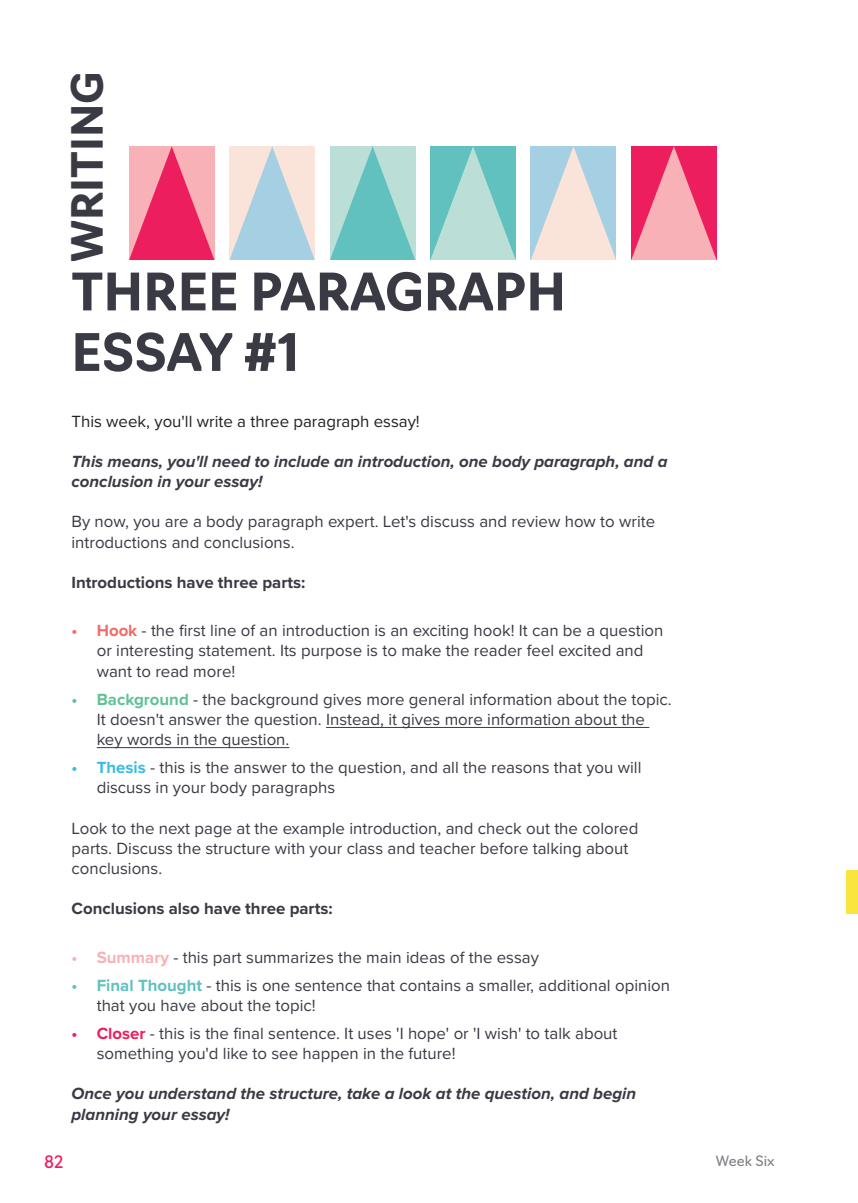 WRITING
THREE PARAGRAPH
ESSAY #1
This week, you'll write a three paragraph essay!
This means, you'll need to include an introduction, one body paragraph, and a
conclusion in your essay!
By now, you are a body paragraph expert. Let's discuss and review how to write
introductions and conclusions.
Introductions have three parts:
• Hook - the first line of an introduction is an exciting hook! It can be a question
or interesting statement. Its purpose is to make the reader feel excited and
want to read more!
• Background - the background gives more general information about the topic.
It doesn't answer the question. Instead, it gives more information about the
key words in the question.
• Thesis - this is the answer to the question, and all the reasons that you will
discuss in your body paragraphs
Look to the next page at the example introduction, and check out the colored
parts. Discuss the structure with your class and teacher before talking about
conclusions.
Conclusions also have three parts:
• Summary - this part summarizes the main ideas of the essay
• Final Thought - this is one sentence that contains a smaller, additional opinion
that you have about the topic!
• Closer - this is the final sentence. It uses 'I hope' or 'I wish' to talk about
something you'd like to see happen in the future!
Once you understand the structure, take a look at the question, and begin
planning your essay!
82
Week Six